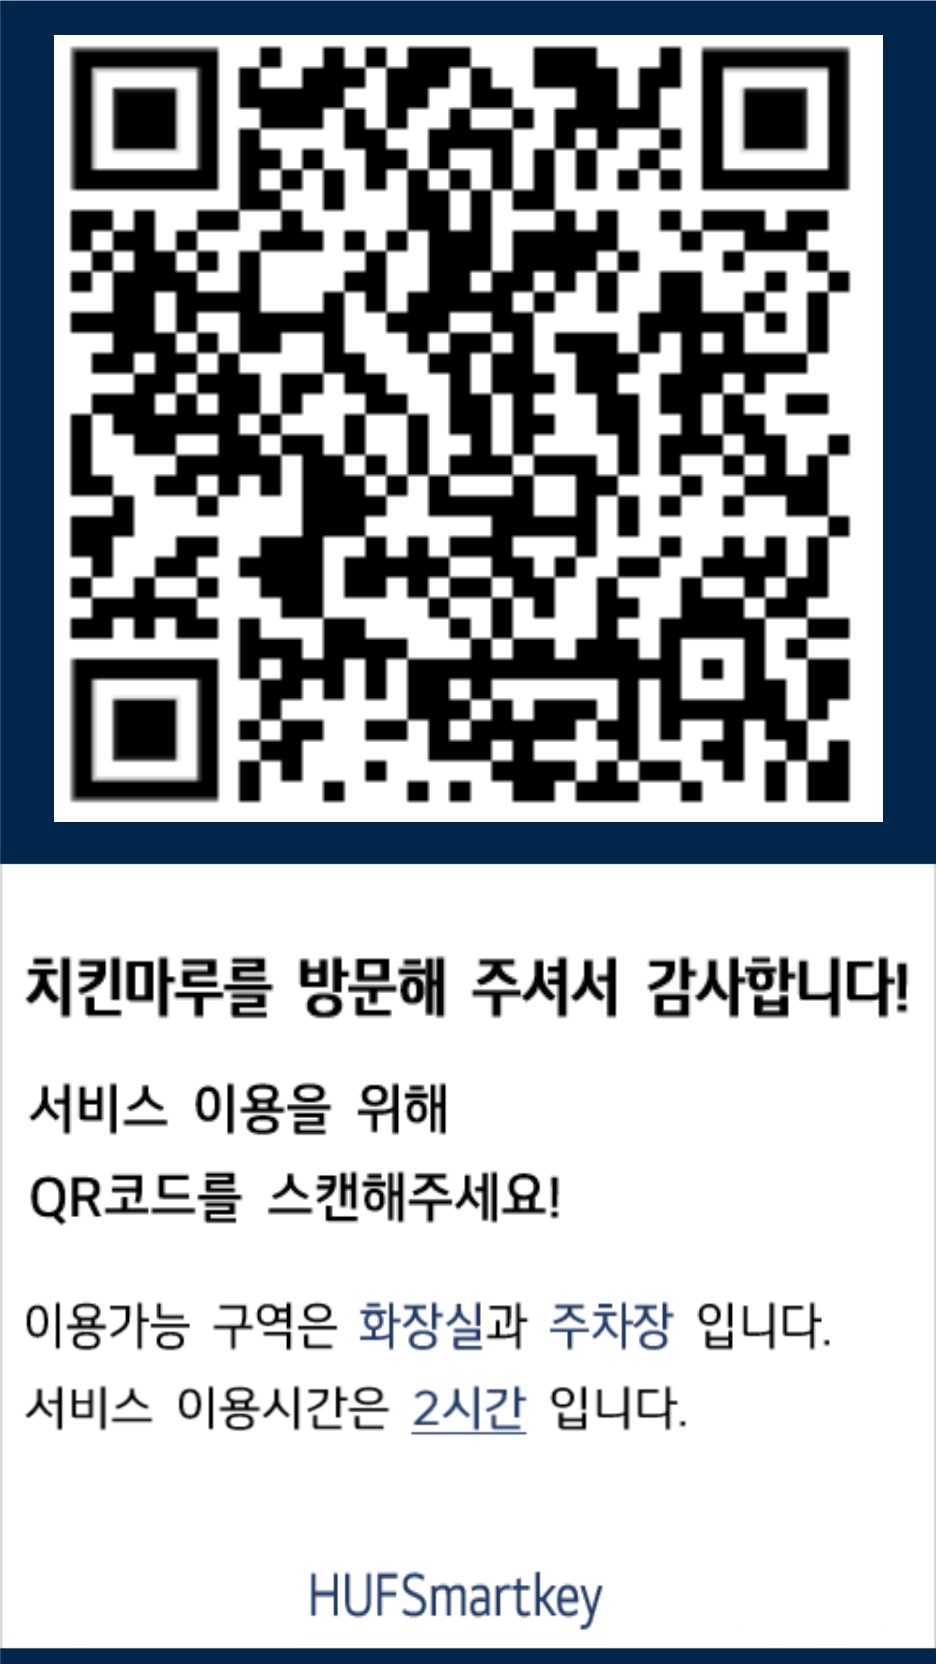 치킨마루를 방문해 주셔서 감사합니다!
서비스 이용을 위해
QR코드를 스캔해주세요!
이용가능 구역은 화장실과 주차장 입니다.
서비스 이용시간은 2시간 입니다.
HUFSmartkey